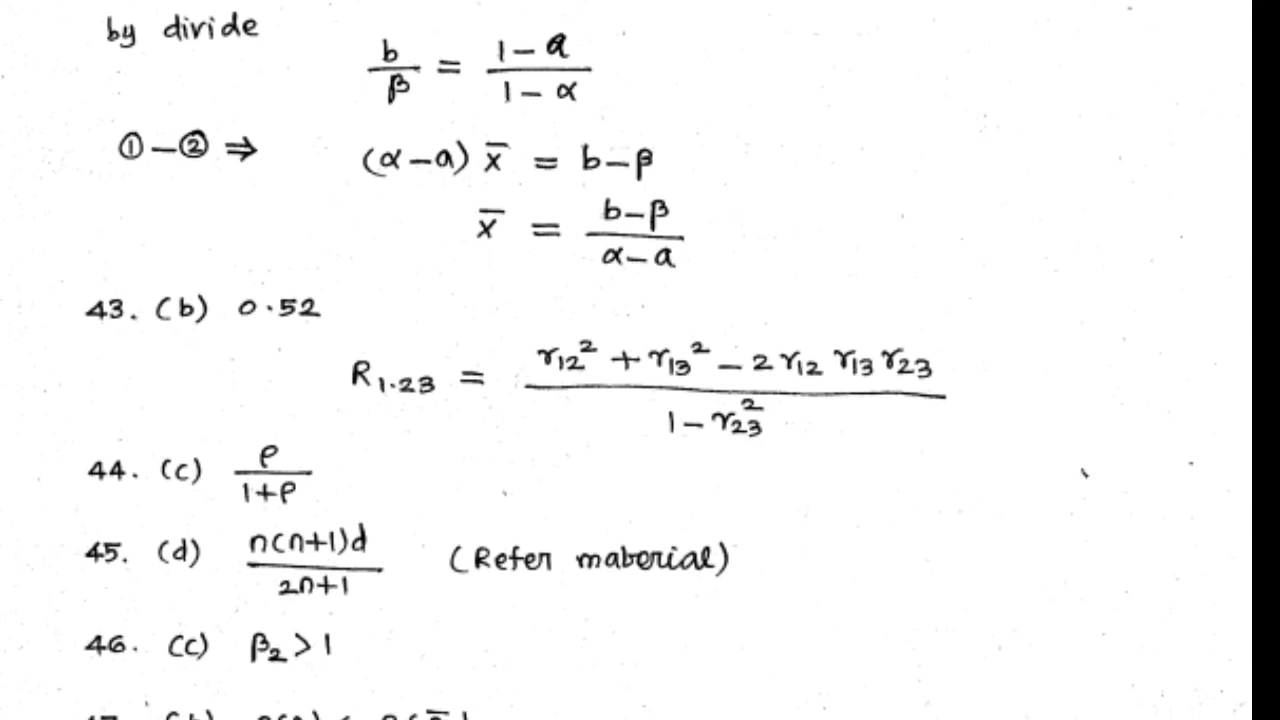 by divide
b/β = 1-a/1-α
①-② ⇒ (α-a) x̄ = b-β
x̄ = b-β/α-a
43. (b) 0.52
R1.23 = r12² + r13² - 2 r12 r13 r23/1 - r23²
44. (c) ρ/1+ρ
45. (d) n(n+1)d/2n+1 (Refer material)
46. (c) β2 > 1